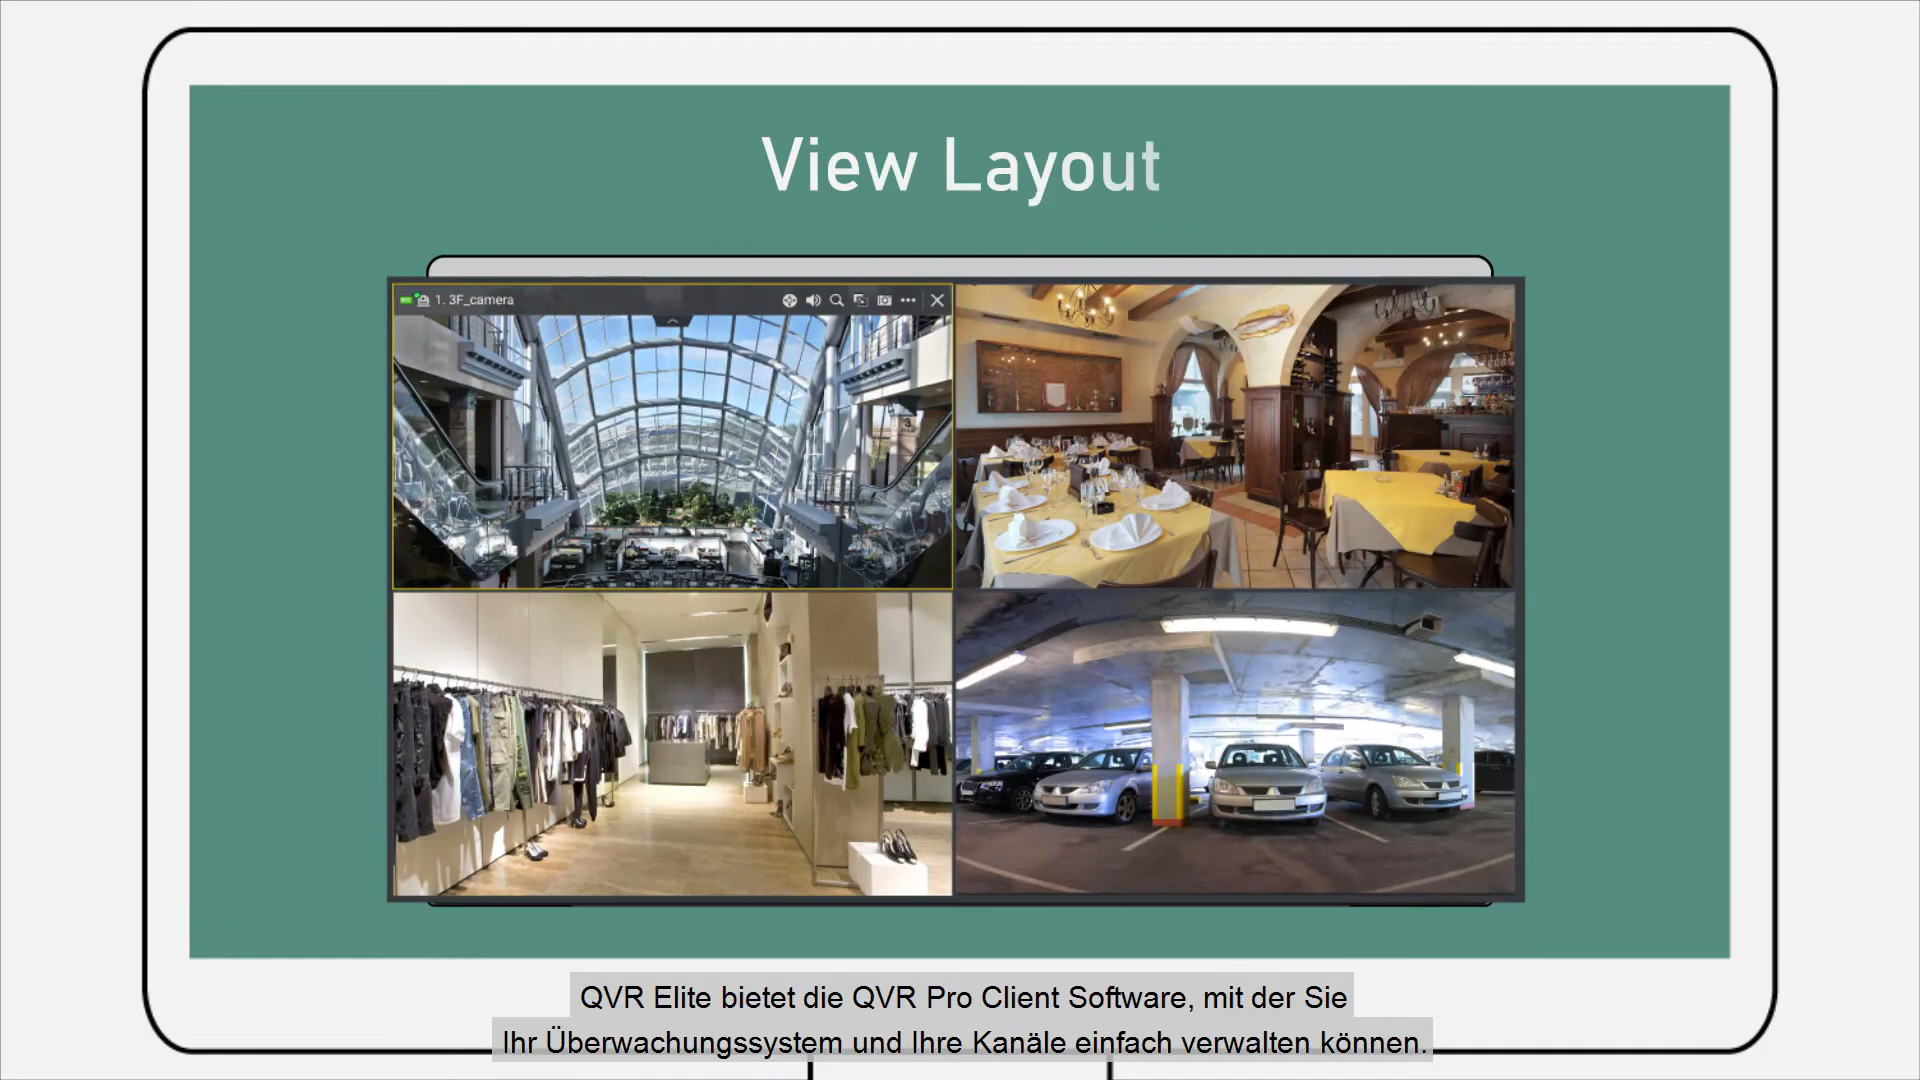 View Layout
1. 3F_camera
QVR Elite bietet die QVR Pro Client Software, mit der Sie
Ihr Überwachungssystem und Ihre Kanäle einfach verwalten können.